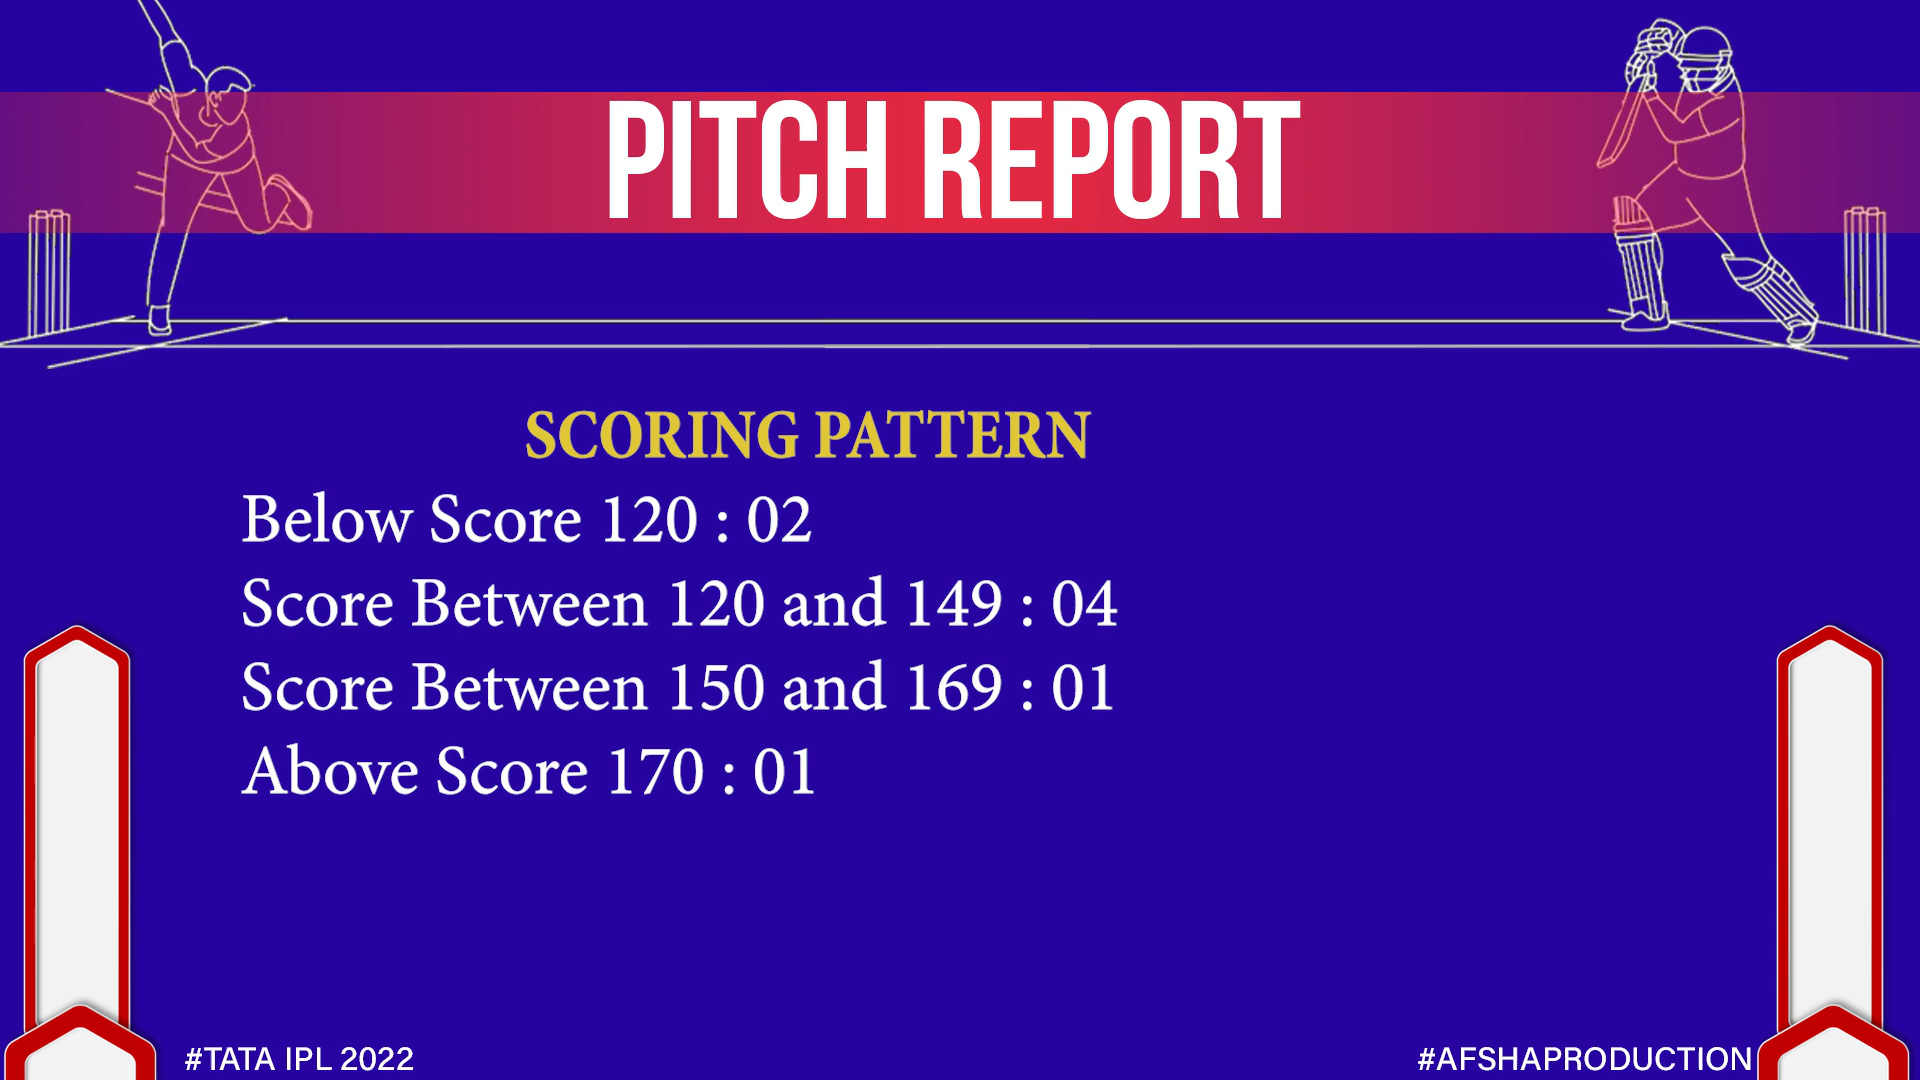 PITCH REPORT
SCORING PATTERN
Below Score 120 : 02
Score Between 120 and 149 : 04
Score Between 150 and 169 : 01
Above Score 170 : 01
#TATA IPL 2022
#AFSHAPRODUCTION